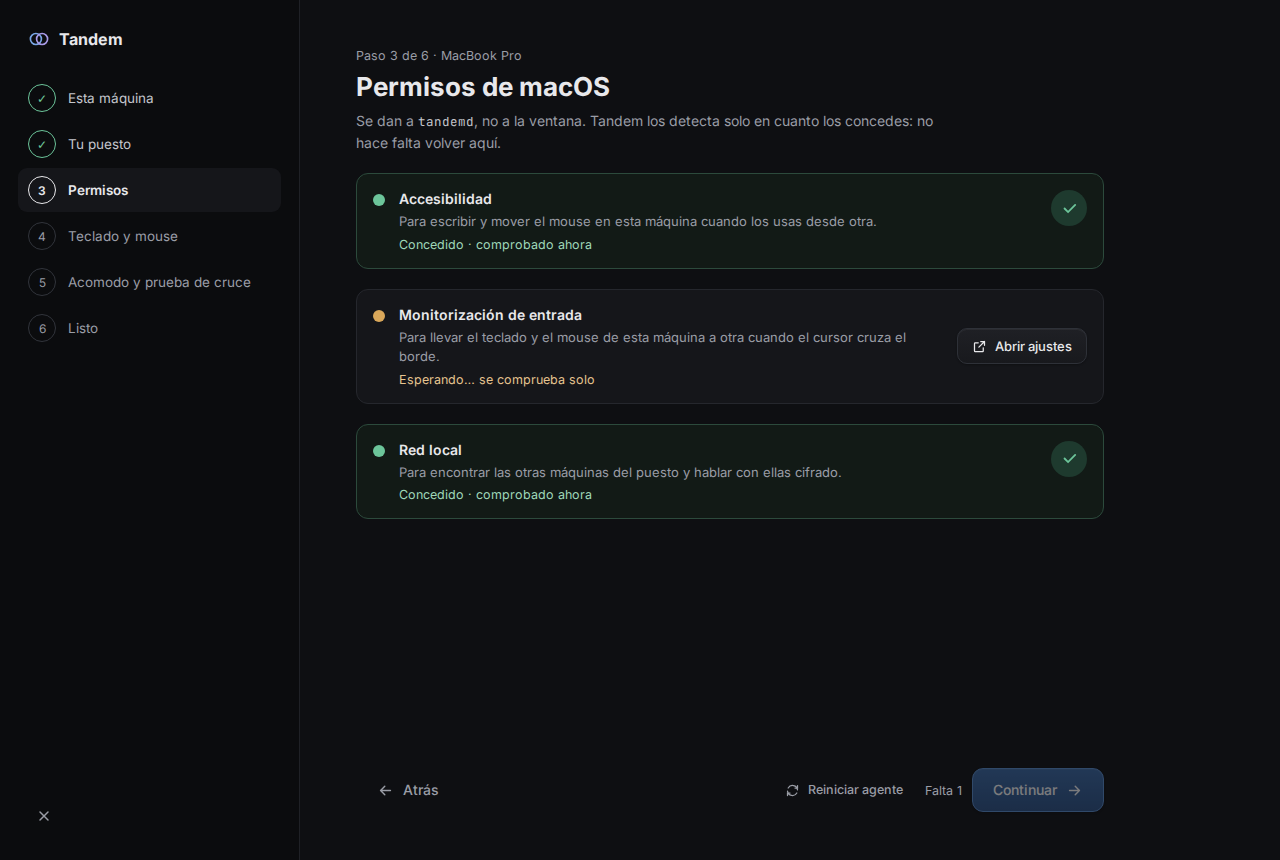 Tandem
✓ Esta máquina
✓ Tu puesto
3 Permisos
4 Teclado y mouse
5 Acomodo y prueba de cruce
6 Listo
Paso 3 de 6 · MacBook Pro
Permisos de macOS
Se dan a tandemd, no a la ventana. Tandem los detecta solo en cuanto los concedes: no
hace falta volver aquí.
Accesibilidad
Para escribir y mover el mouse en esta máquina cuando los usas desde otra.
Concedido · comprobado ahora
Monitorización de entrada
Para llevar el teclado y el mouse de esta máquina a otra cuando el cursor cruza el
borde.
Esperando… se comprueba solo
Abrir ajustes
Red local
Para encontrar las otras máquinas del puesto y hablar con ellas cifrado.
Concedido · comprobado ahora
Atrás
Reiniciar agente
Falta 1
Continuar